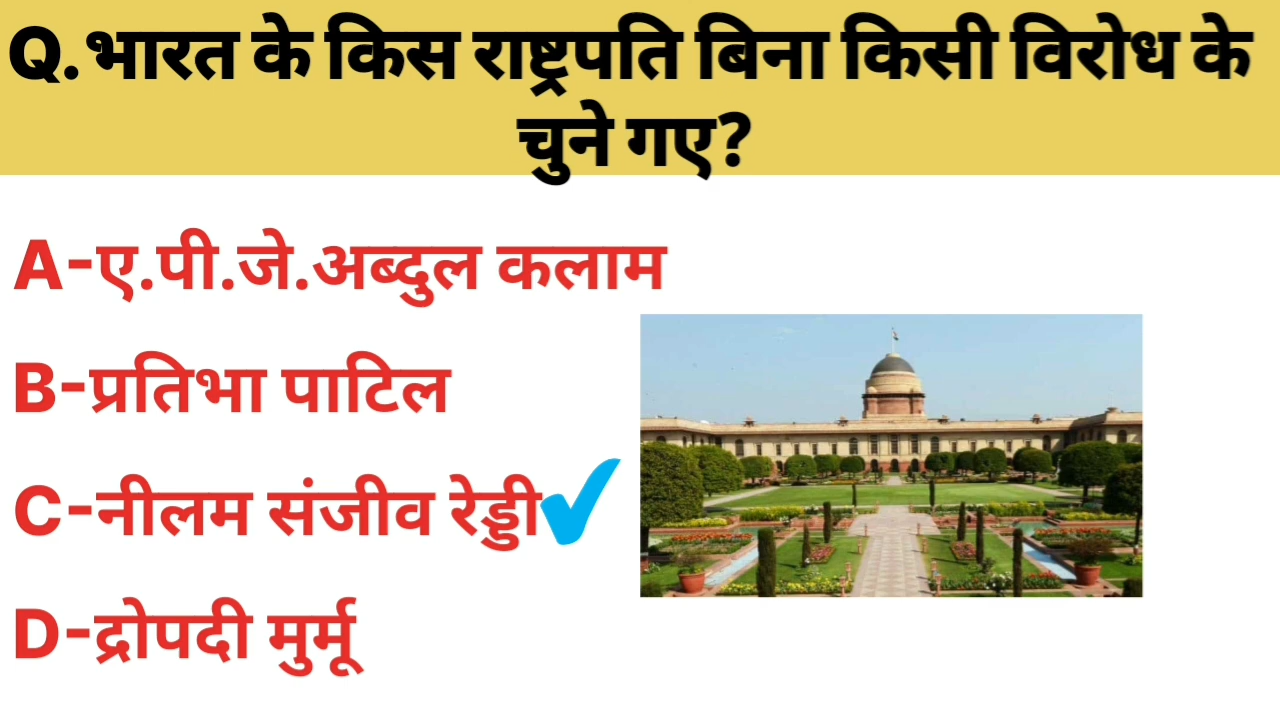 Q.भारत के किस राष्ट्रपति बिना किसी विरोध के
चुने गए?
A-ए.पी.जे.अब्दुल कलाम
B-प्रतिभा पाटिल
C-नीलम संजीव रेड्डी
D-द्रोपदी मुर्मू